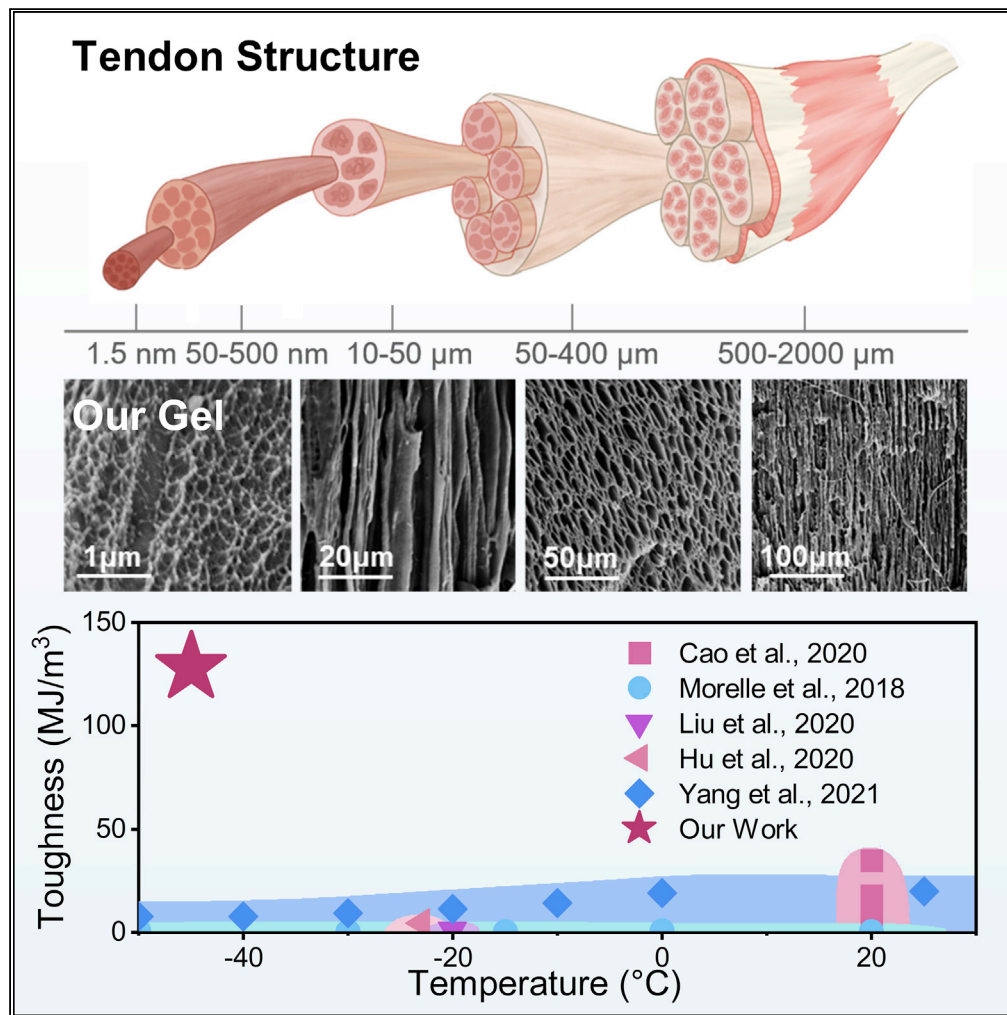 Tendon Structure
1.5 nm 50-500 nm 10-50 µm 50-400 µm 500-2000 µm
Our Gel
1µm 20µm 50µm 100µm
150
100
50
0
Toughness (MJ/m³)
Cao et al., 2020
Morelle et al., 2018
Liu et al., 2020
Hu et al., 2020
Yang et al., 2021
Our Work
-40 -20 0 20
Temperature (°C)